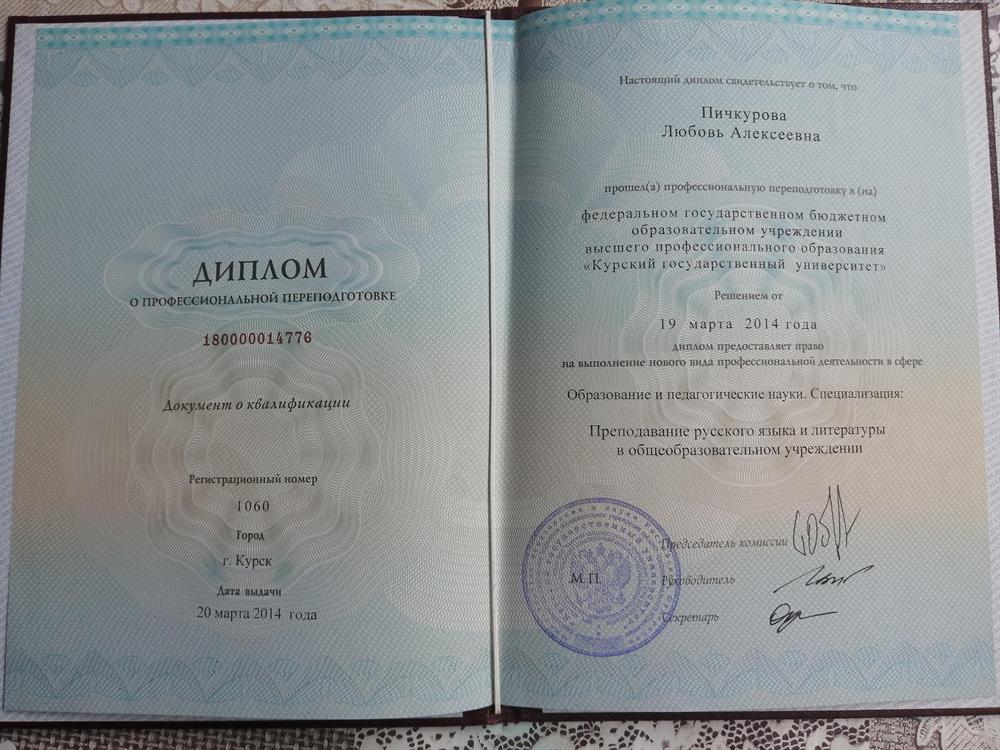 ДИПЛОМ
О ПРОФЕССИОНАЛЬНОЙ ПЕРЕПОДГОТОВКЕ
180000014776
Документ о квалификации
Регистрационный номер
1060
Город
г. Курск
Дата выдачи
20 марта 2014 года
Настоящий диплом свидетельствует о том, что
Пичкурова
Любовь Алексеевна
прошел(а) профессиональную переподготовку в (на)
федеральном государственном бюджетном
образовательном учреждении
высшего профессионального образования
«Курский государственный университет»
Решением от
19 марта 2014 года
диплом предоставляет право
на выполнение нового вида профессиональной деятельности в сфере
Образование и педагогические науки. Специализация:
Преподавание русского языка и литературы
в общеобразовательном учреждении
Председатель комиссии
М.П.
Руководитель
Секретарь